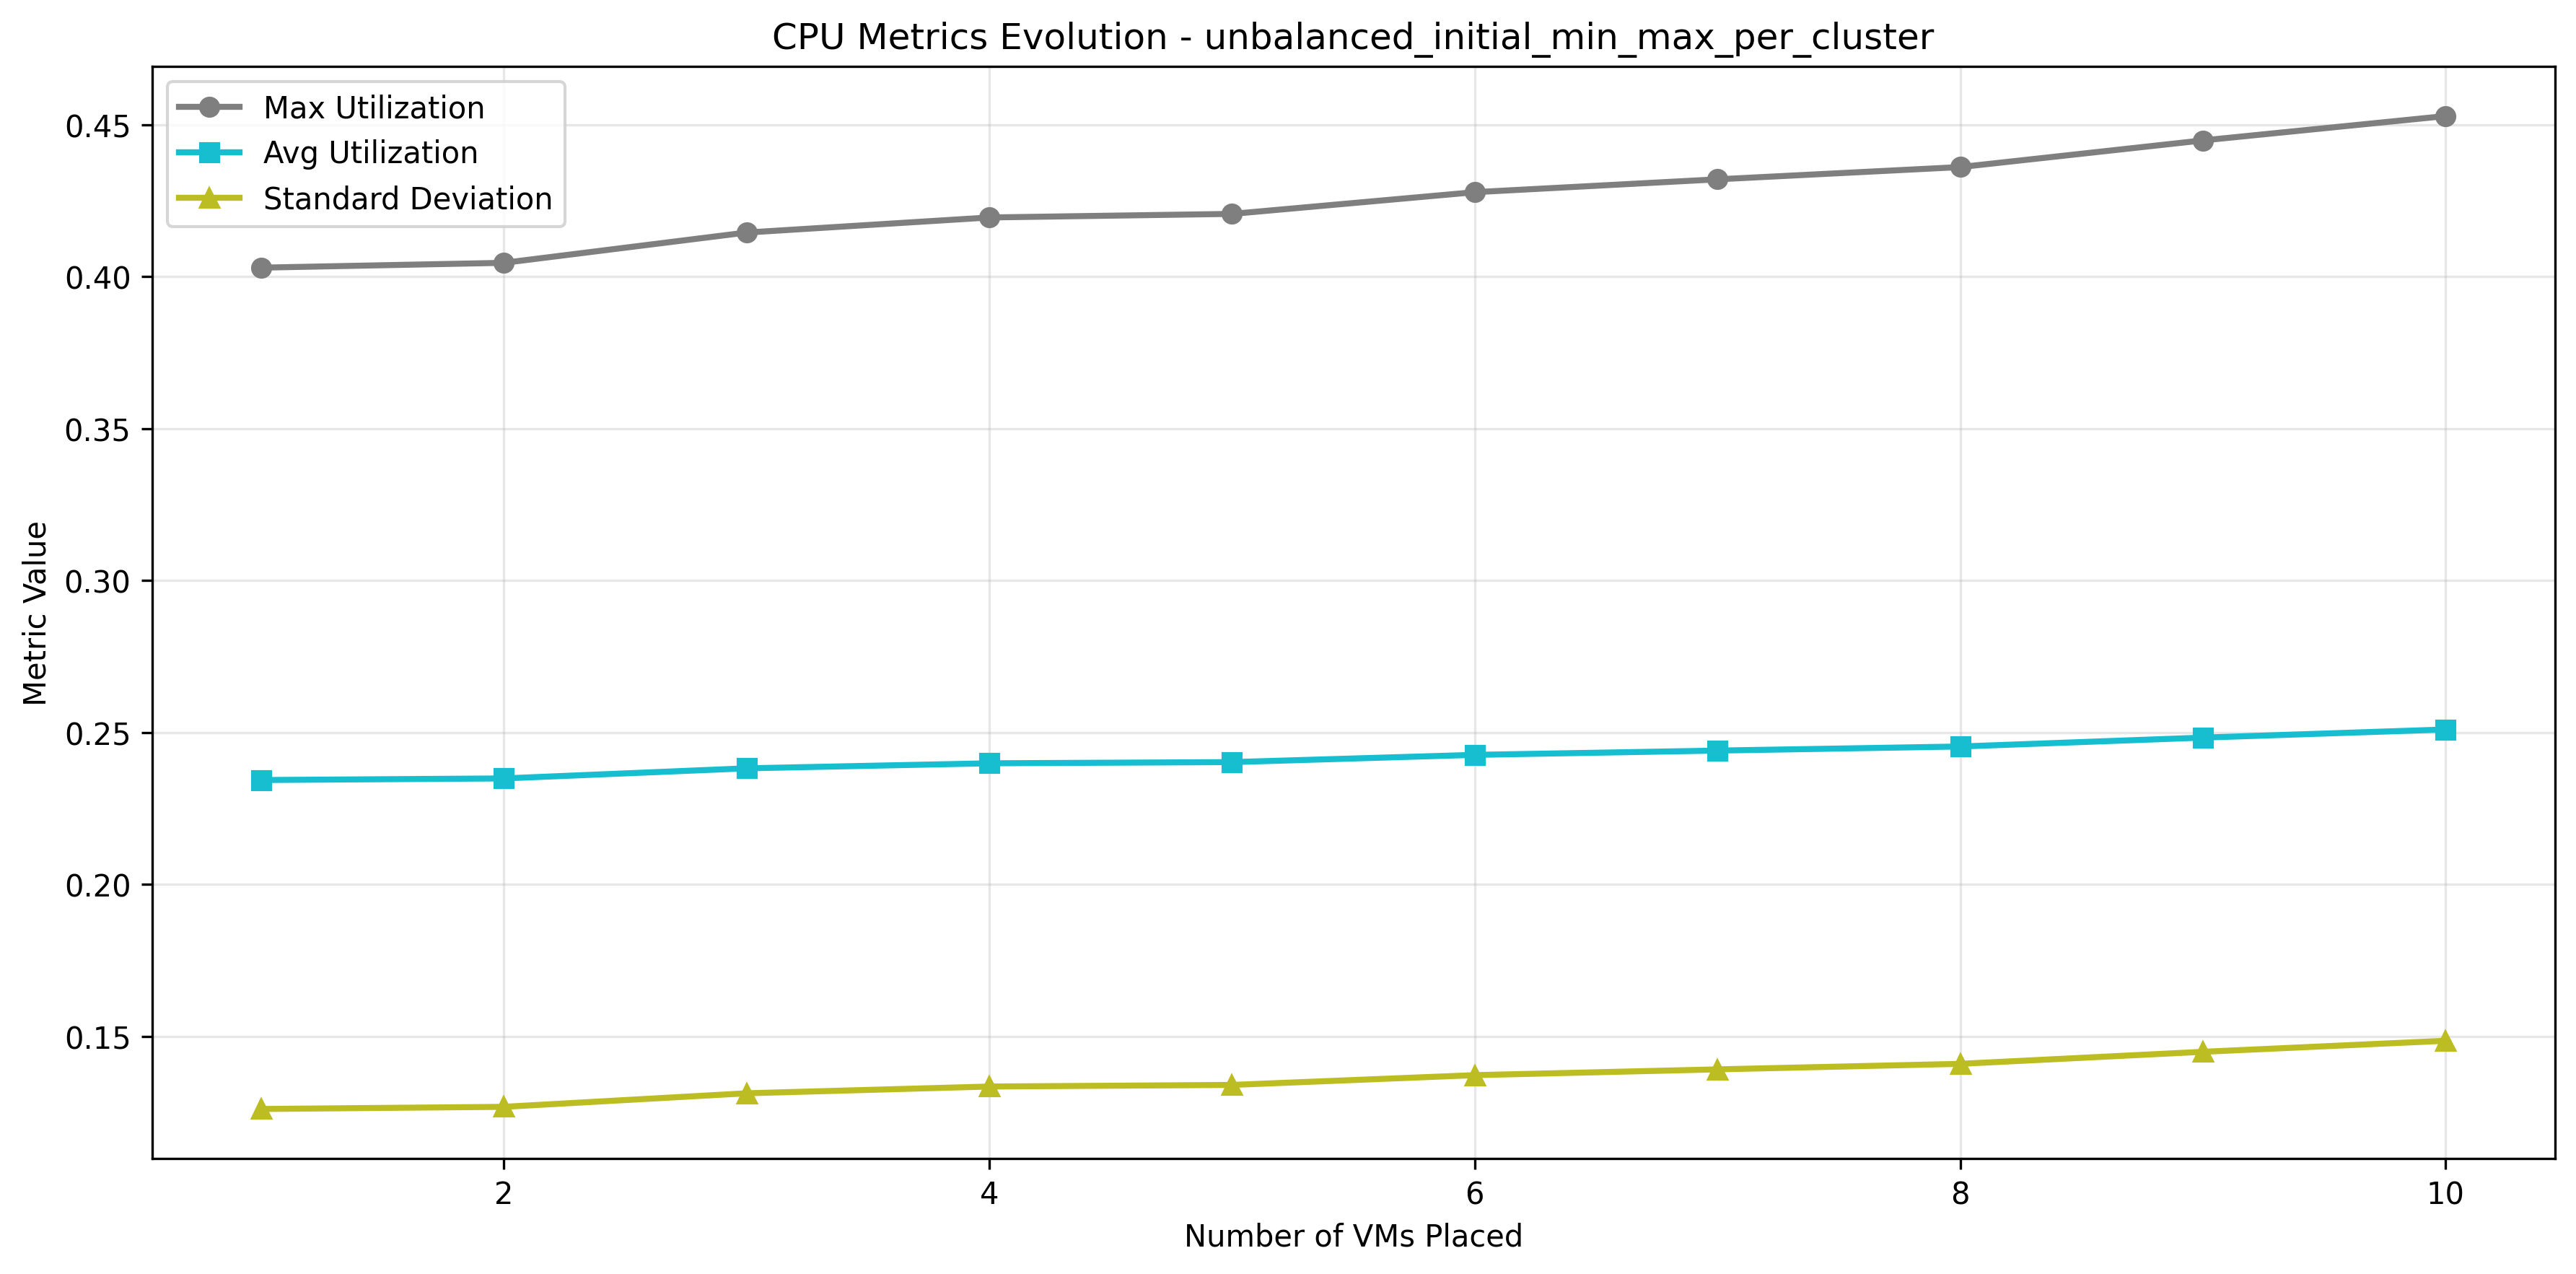 CPU Metrics Evolution - unbalanced_initial_min_max_per_cluster
Max Utilization
Avg Utilization
Standard Deviation
0.45
0.40
0.35
0.30
0.25
0.20
0.15
Metric Value
2 4 6 8 10
Number of VMs Placed